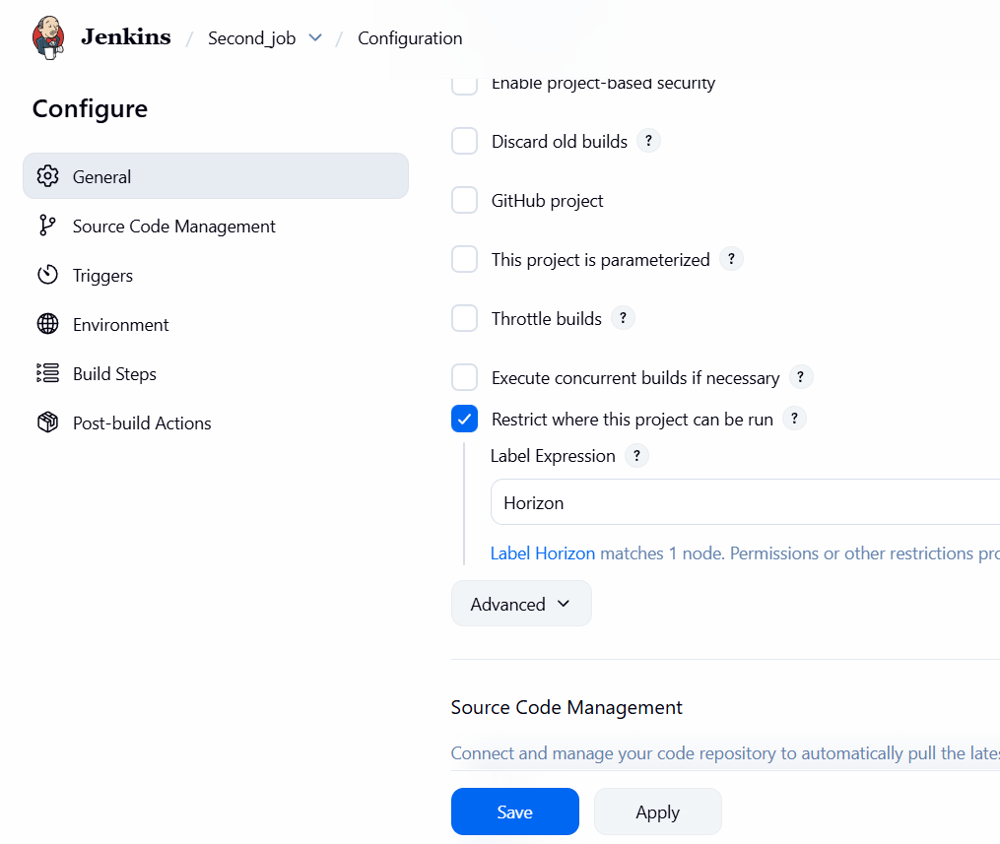 Jenkins / Second_job / Configuration
Configure
General
Source Code Management
Triggers
Environment
Build Steps
Post-build Actions
Enable project-based security
Discard old builds ?
GitHub project
This project is parameterized ?
Throttle builds ?
Execute concurrent builds if necessary ?
Restrict where this project can be run ?
Label Expression ?
Horizon
Label Horizon matches 1 node. Permissions or other restrictions pro
Advanced
Source Code Management
Connect and manage your code repository to automatically pull the late
Save
Apply